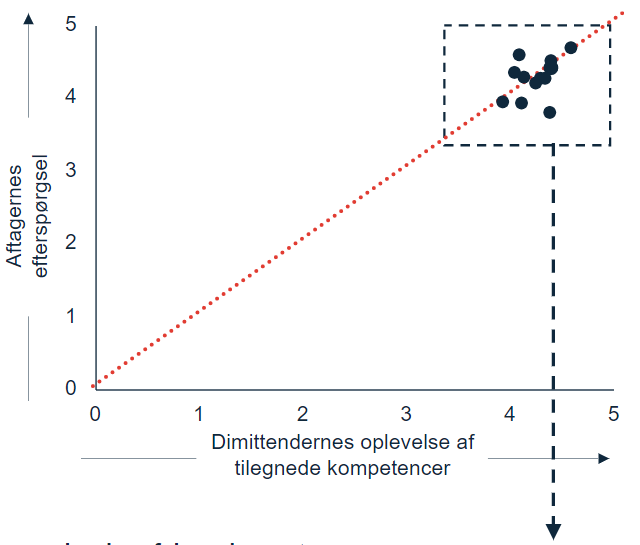 5
4
3
2
1
0
Aftagernes
efterspørgsel
0 1 2 3 4 5
Dimittendernes oplevelse af
tilegnede kompetencer